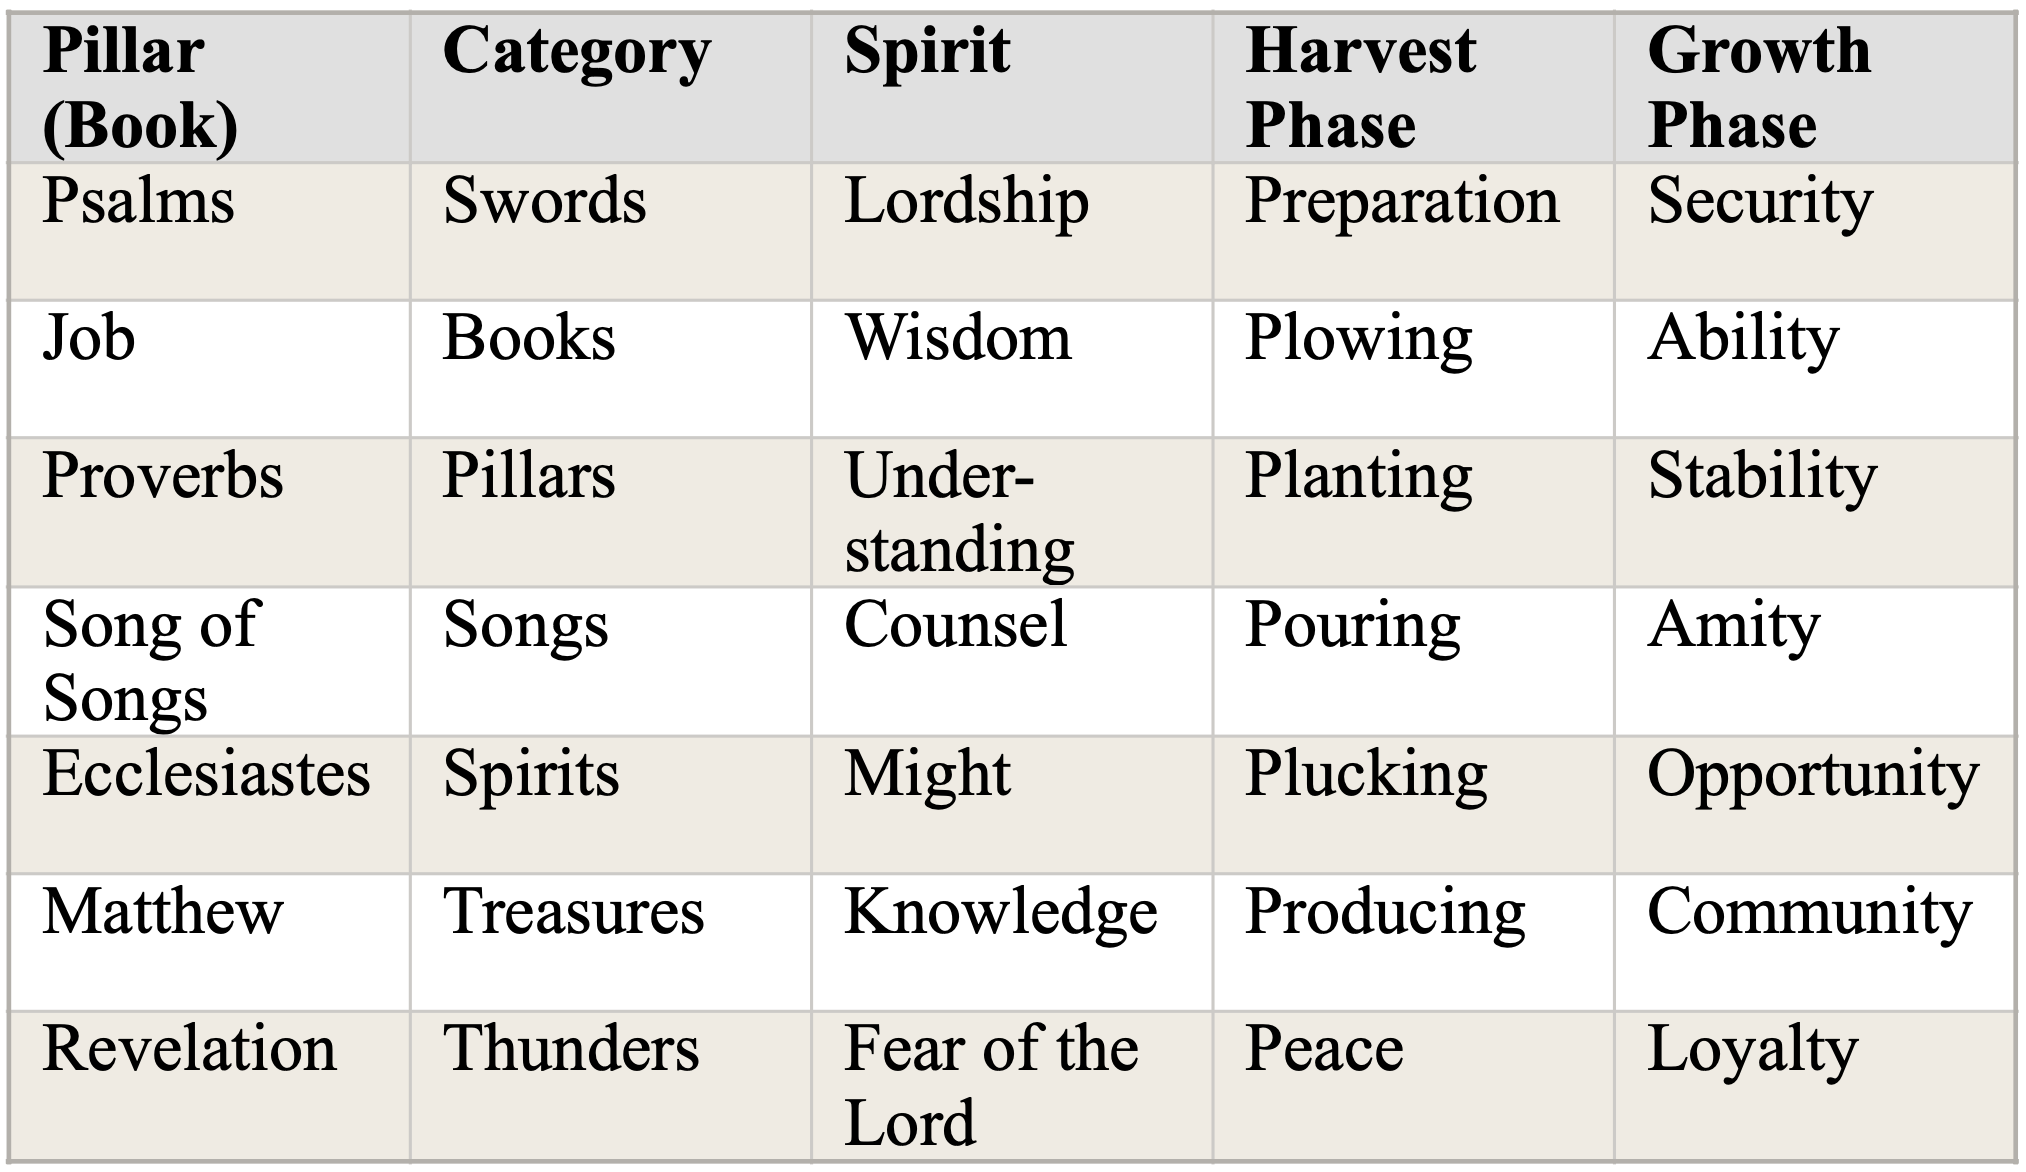 Pillar (Book) Category Spirit Harvest Phase Growth Phase
Psalms Swords Lordship Preparation Security
Job Books Wisdom Plowing Ability
Proverbs Pillars Under-standing Planting Stability
Song of Songs Songs Counsel Pouring Amity
Ecclesiastes Spirits Might Plucking Opportunity
Matthew Treasures Knowledge Producing Community
Revelation Thunders Fear of the Lord Peace Loyalty